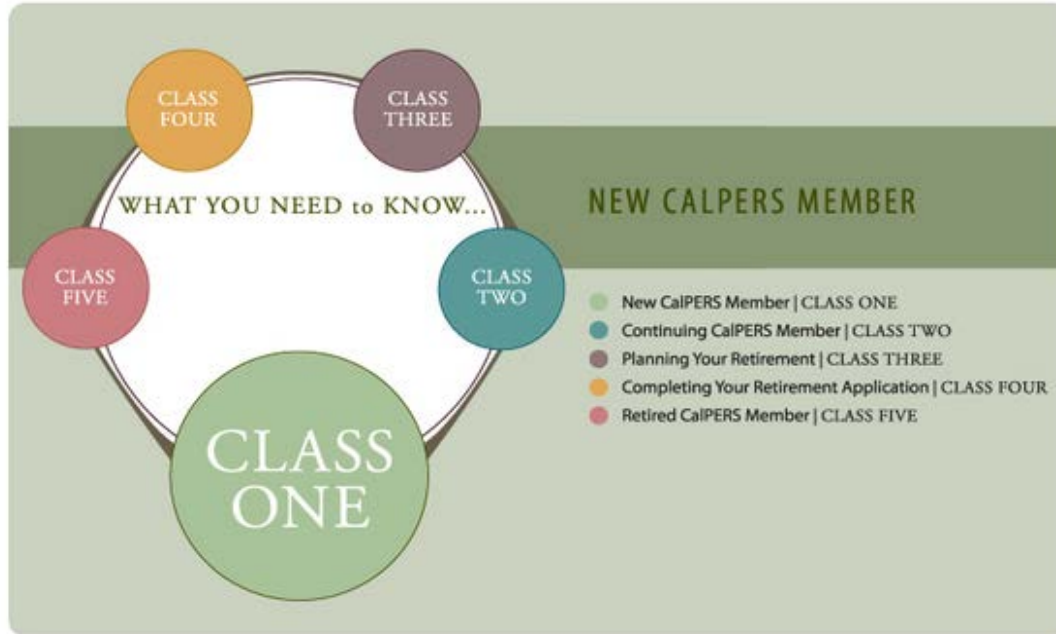 CLASS
FOUR
CLASS
THREE
WHAT YOU NEED to KNOW...
CLASS
FIVE
CLASS
TWO
CLASS
ONE
NEW CALPERS MEMBER
New CalPERS Member | CLASS ONE
Continuing CalPERS Member | CLASS TWO
Planning Your Retirement | CLASS THREE
Completing Your Retirement Application | CLASS FOUR
Retired CalPERS Member | CLASS FIVE